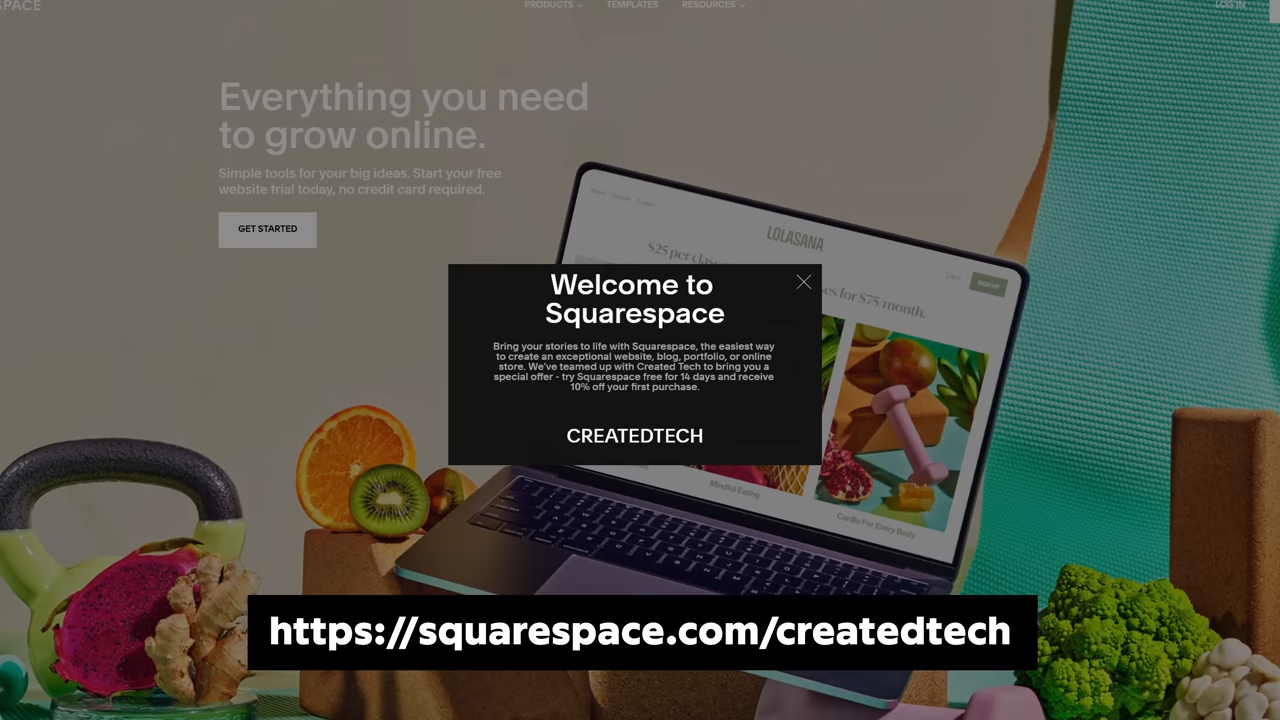 SPACE
PRODUCTS
TEMPLATES
RESOURCES
LOG IN
Everything you need
to grow online.
Simple tools for your big ideas. Start your free
website trial today, no credit card required.
GET STARTED
LOLASANA
$25 per
es for $75/month.
SIGN UP
Welcome to
Squarespace
Bring your stories to life with Squarespace, the easiest way
to create an exceptional website, blog, portfolio, or online
store. We've teamed up with Created Tech to bring you a
special offer - try Squarespace free for 14 days and receive
10% off your first purchase.
CREATEDTECH
Mindful Eating
Cardio For Every Body
https://squarespace.com/createdtech